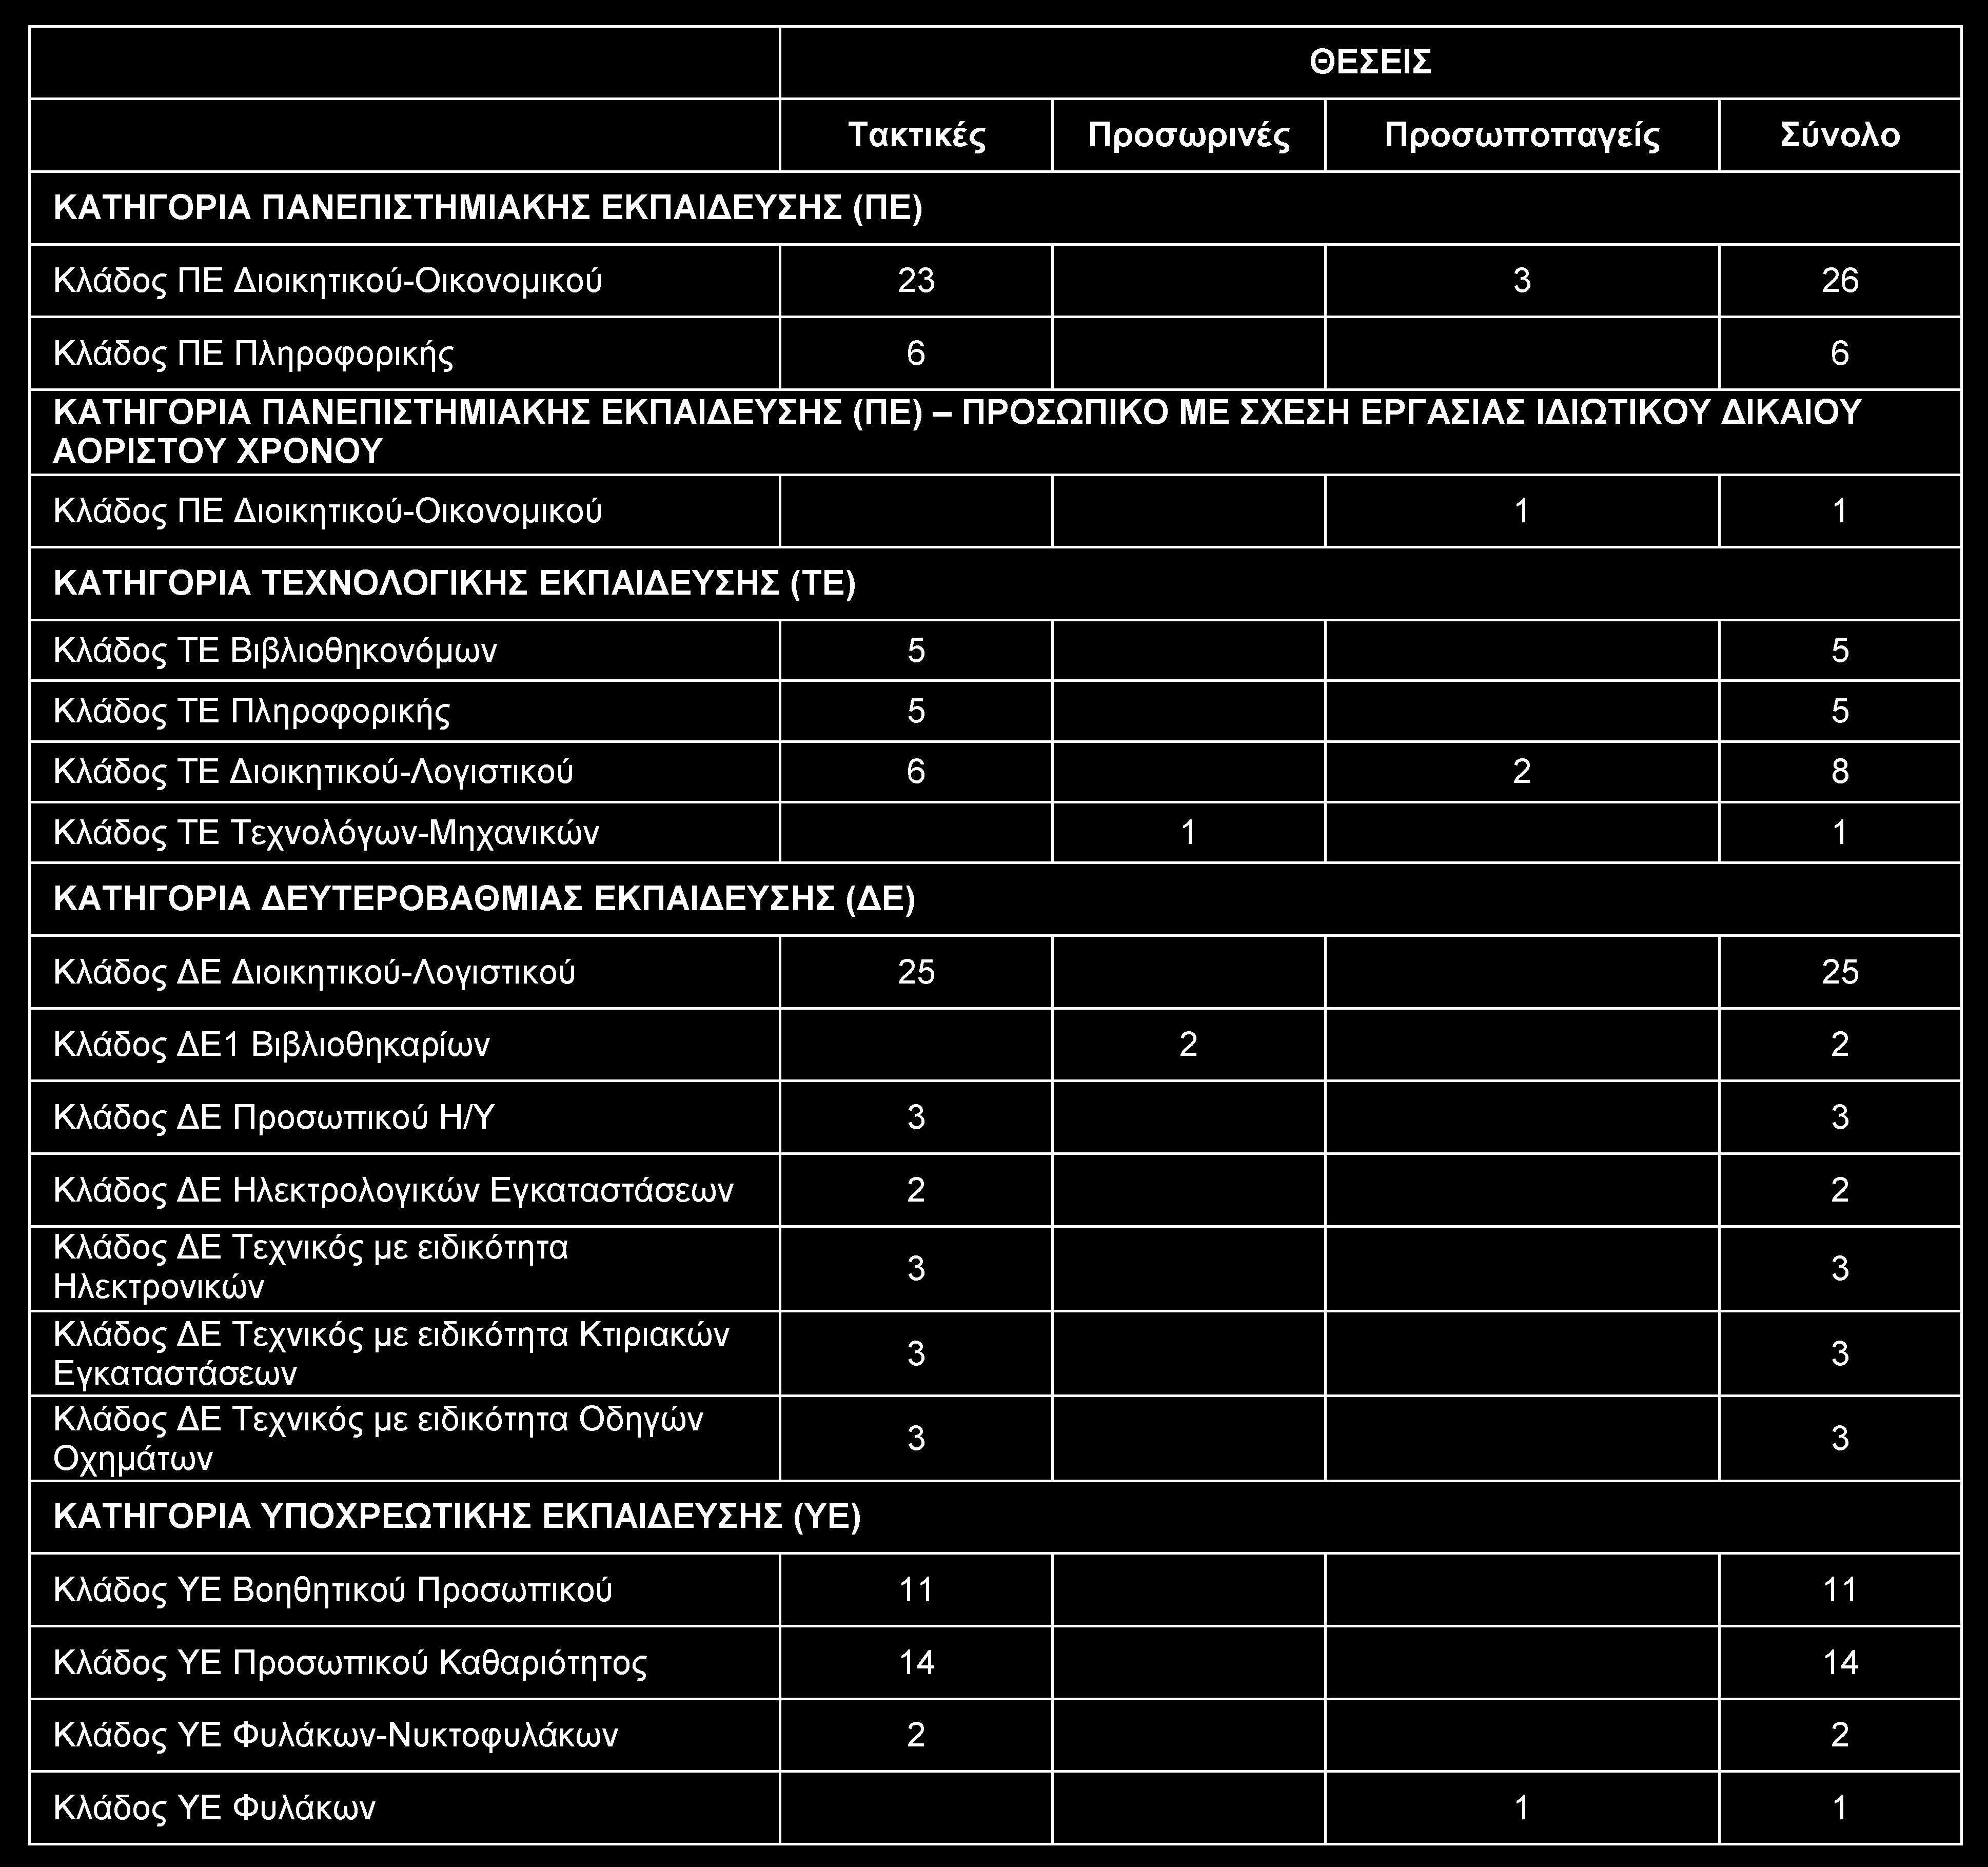 ΘΕΣΕΙΣ
Τακτικές Προσωρινές Προσωποπαγείς Σύνολο
ΚΑΤΗΓΟΡΙΑ ΠΑΝΕΠΙΣΤΗΜΙΑΚΗΣ ΕΚΠΑΙΔΕΥΣΗΣ (ΠΕ)
Κλάδος ΠΕ Διοικητικού-Οικονομικού 23 3 26
Κλάδος ΠΕ Πληροφορικής 6 6
ΚΑΤΗΓΟΡΙΑ ΠΑΝΕΠΙΣΤΗΜΙΑΚΗΣ ΕΚΠΑΙΔΕΥΣΗΣ (ΠΕ) – ΠΡΟΣΩΠΙΚΟ ΜΕ ΣΧΕΣΗ ΕΡΓΑΣΙΑΣ ΙΔΙΩΤΙΚΟΥ ΔΙΚΑΙΟΥ
ΑΟΡΙΣΤΟΥ ΧΡΟΝΟΥ
Κλάδος ΠΕ Διοικητικού-Οικονομικού 1 1
ΚΑΤΗΓΟΡΙΑ ΤΕΧΝΟΛΟΓΙΚΗΣ ΕΚΠΑΙΔΕΥΣΗΣ (ΤΕ)
Κλάδος ΤΕ Βιβλιοθηκονόμων 5 5
Κλάδος ΤΕ Πληροφορικής 5 5
Κλάδος ΤΕ Διοικητικού-Λογιστικού 6 2 8
Κλάδος ΤΕ Τεχνολόγων-Μηχανικών 1 1
ΚΑΤΗΓΟΡΙΑ ΔΕΥΤΕΡΟΒΑΘΜΙΑΣ ΕΚΠΑΙΔΕΥΣΗΣ (ΔΕ)
Κλάδος ΔΕ Διοικητικού-Λογιστικού 25 25
Κλάδος ΔΕ1 Βιβλιοθηκαρίων 2 2
Κλάδος ΔΕ Προσωπικού Η/Υ 3 3
Κλάδος ΔΕ Ηλεκτρολογικών Εγκαταστάσεων 2 2
Κλάδος ΔΕ Τεχνικός με ειδικότητα
Ηλεκτρονικών 3 3
Κλάδος ΔΕ Τεχνικός με ειδικότητα Κτιριακών
Εγκαταστάσεων 3 3
Κλάδος ΔΕ Τεχνικός με ειδικότητα Οδηγών
Οχημάτων 3 3
ΚΑΤΗΓΟΡΙΑ ΥΠΟΧΡΕΩΤΙΚΗΣ ΕΚΠΑΙΔΕΥΣΗΣ (ΥΕ)
Κλάδος ΥΕ Βοηθητικού Προσωπικού 11 11
Κλάδος ΥΕ Προσωπικού Καθαριότητος 14 14
Κλάδος ΥΕ Φυλάκων-Νυκτοφυλάκων 2 2
Κλάδος ΥΕ Φυλάκων 1 1